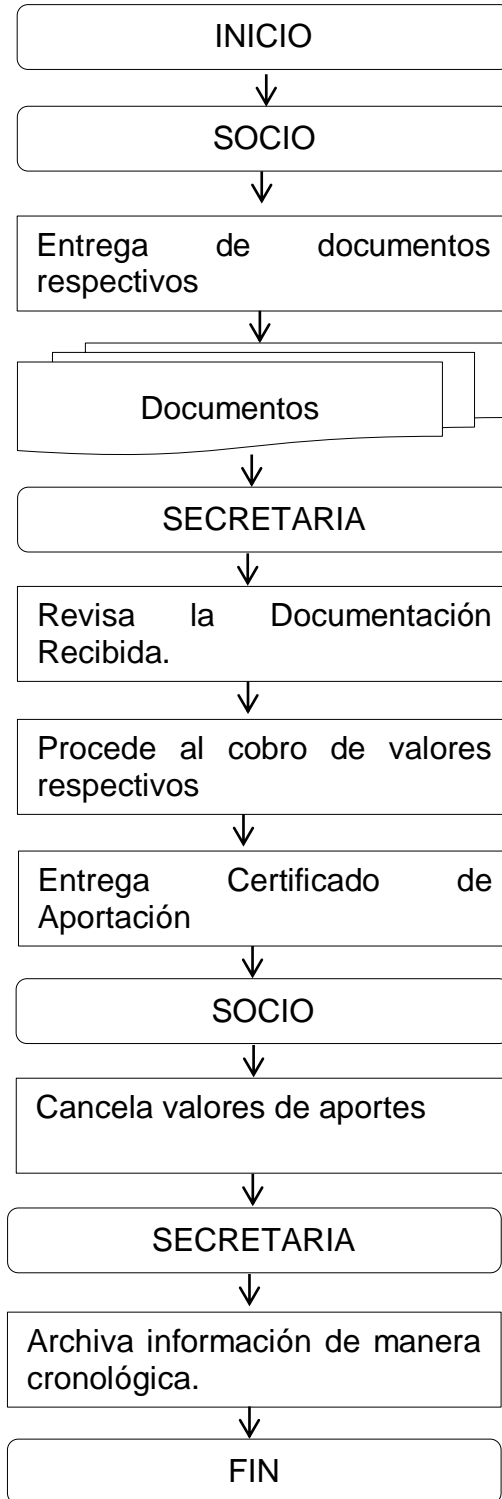 INICIO
SOCIO
Entrega de documentos
respectivos
Documentos
SECRETARIA
Revisa la Documentación
Recibida.
Procede al cobro de valores
respectivos
Entrega Certificado de
Aportación
SOCIO
Cancela valores de aportes
SECRETARIA
Archiva información de manera
cronológica.
FIN